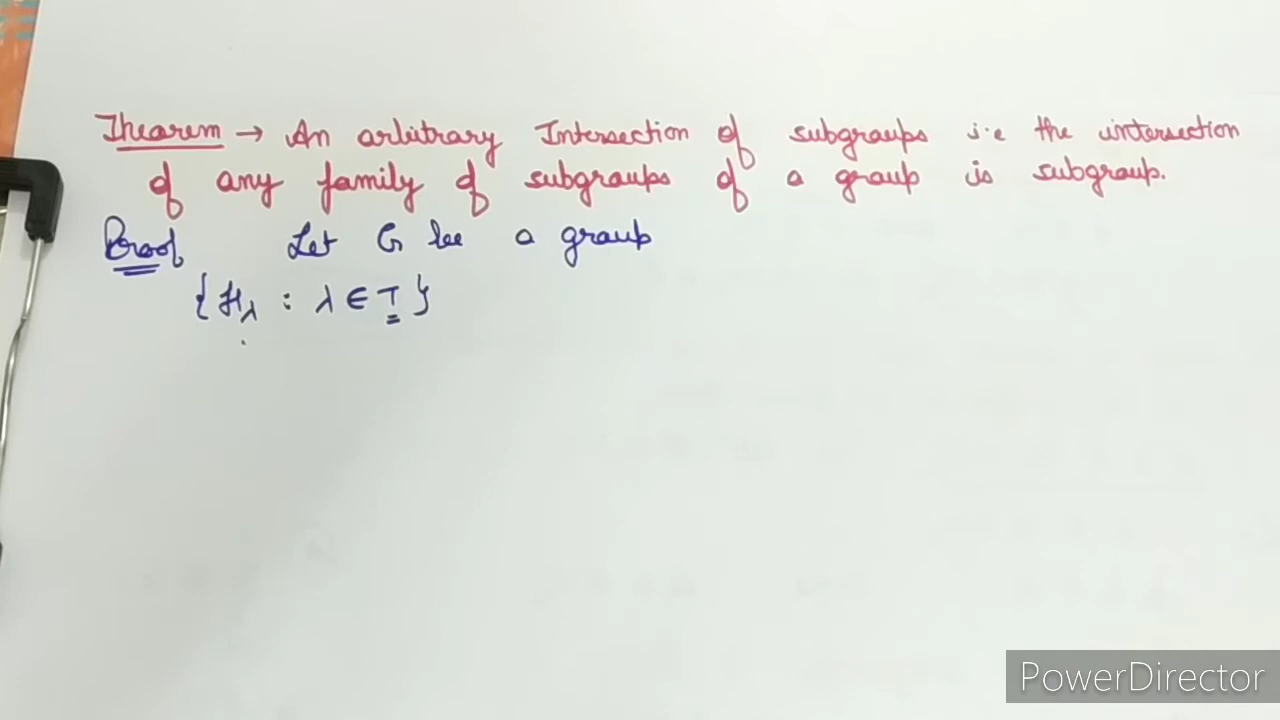 Theorem → An arbitrary Intersection of subgroups i.e the intersection
of any family of subgroups of a group is subgroup.
Proof Let G be a group
{H_λ : λ ∈ T}
PowerDirector